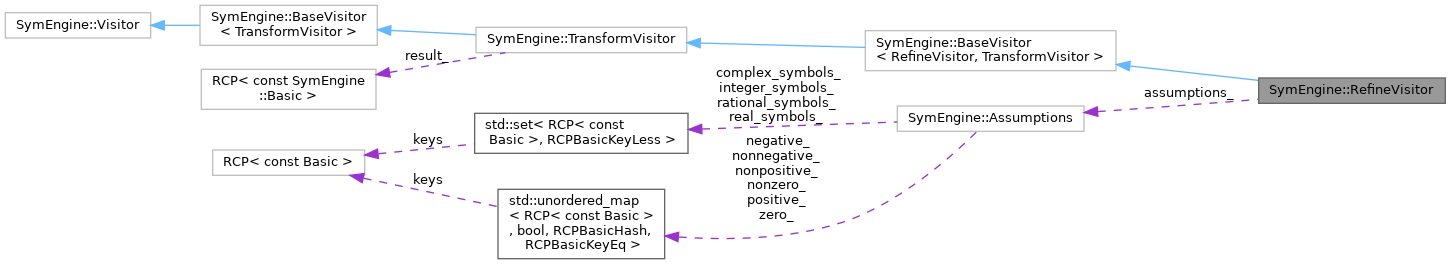 SymEngine::Visitor
SymEngine::BaseVisitor
< TransformVisitor >
SymEngine::TransformVisitor
SymEngine::BaseVisitor
< RefineVisitor, TransformVisitor >
SymEngine::RefineVisitor
result_
RCP< const SymEngine
::Basic >
complex_symbols_
integer_symbols_
rational_symbols_
real_symbols_
assumptions_
SymEngine::Assumptions
std::set< RCP< const
Basic >, RCPBasicKeyLess >
keys
RCP< const Basic >
keys
negative_
nonnegative_
nonpositive_
nonzero_
positive_
zero_
std::unordered_map
< RCP< const Basic >
, bool, RCPBasicHash,
RCPBasicKeyEq >